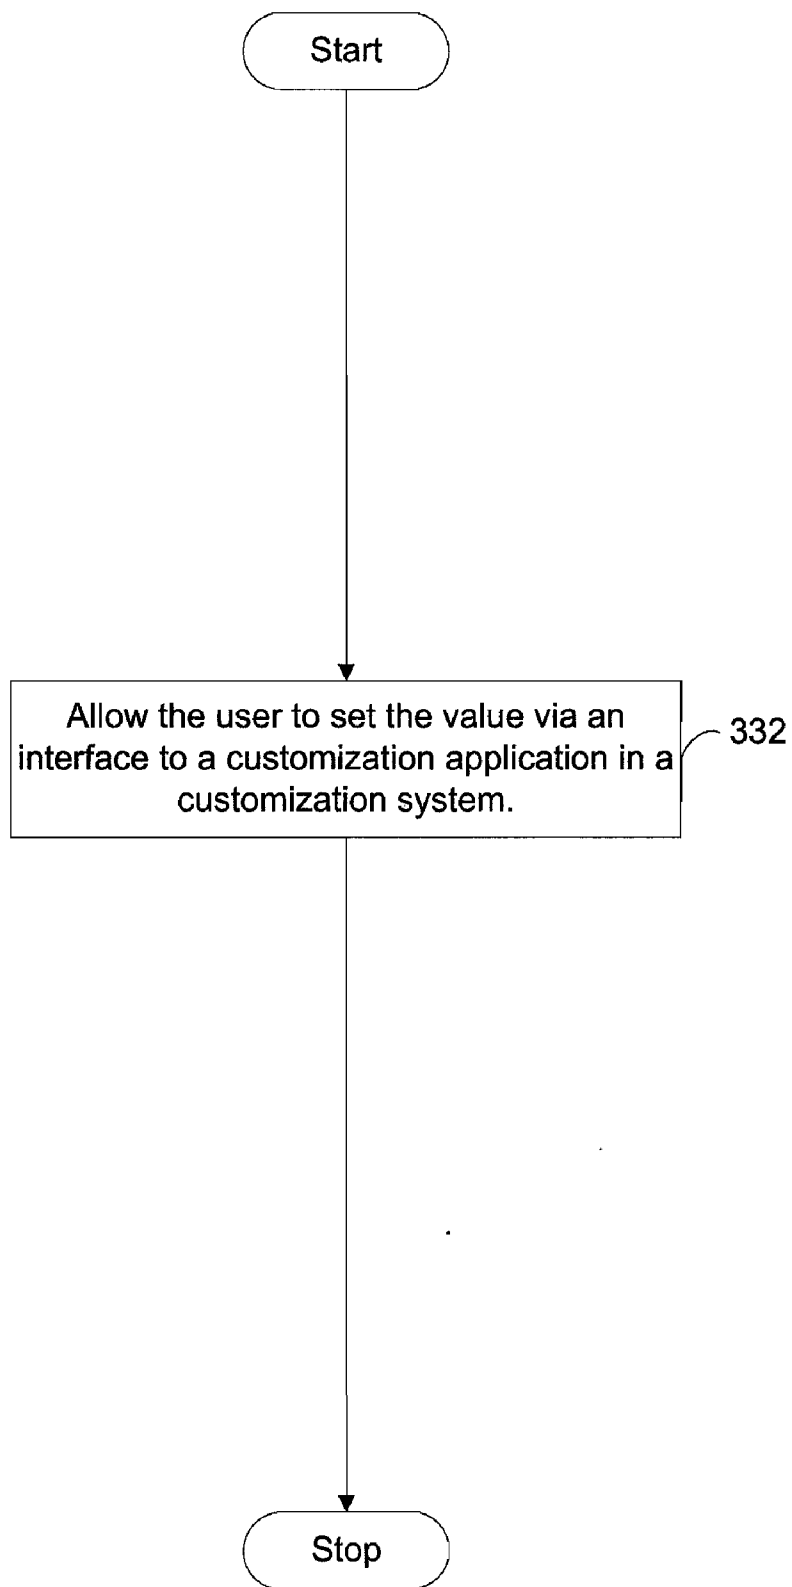 Start
Allow the user to set the value via an
interface to a customization application in a
customization system.
332
Stop